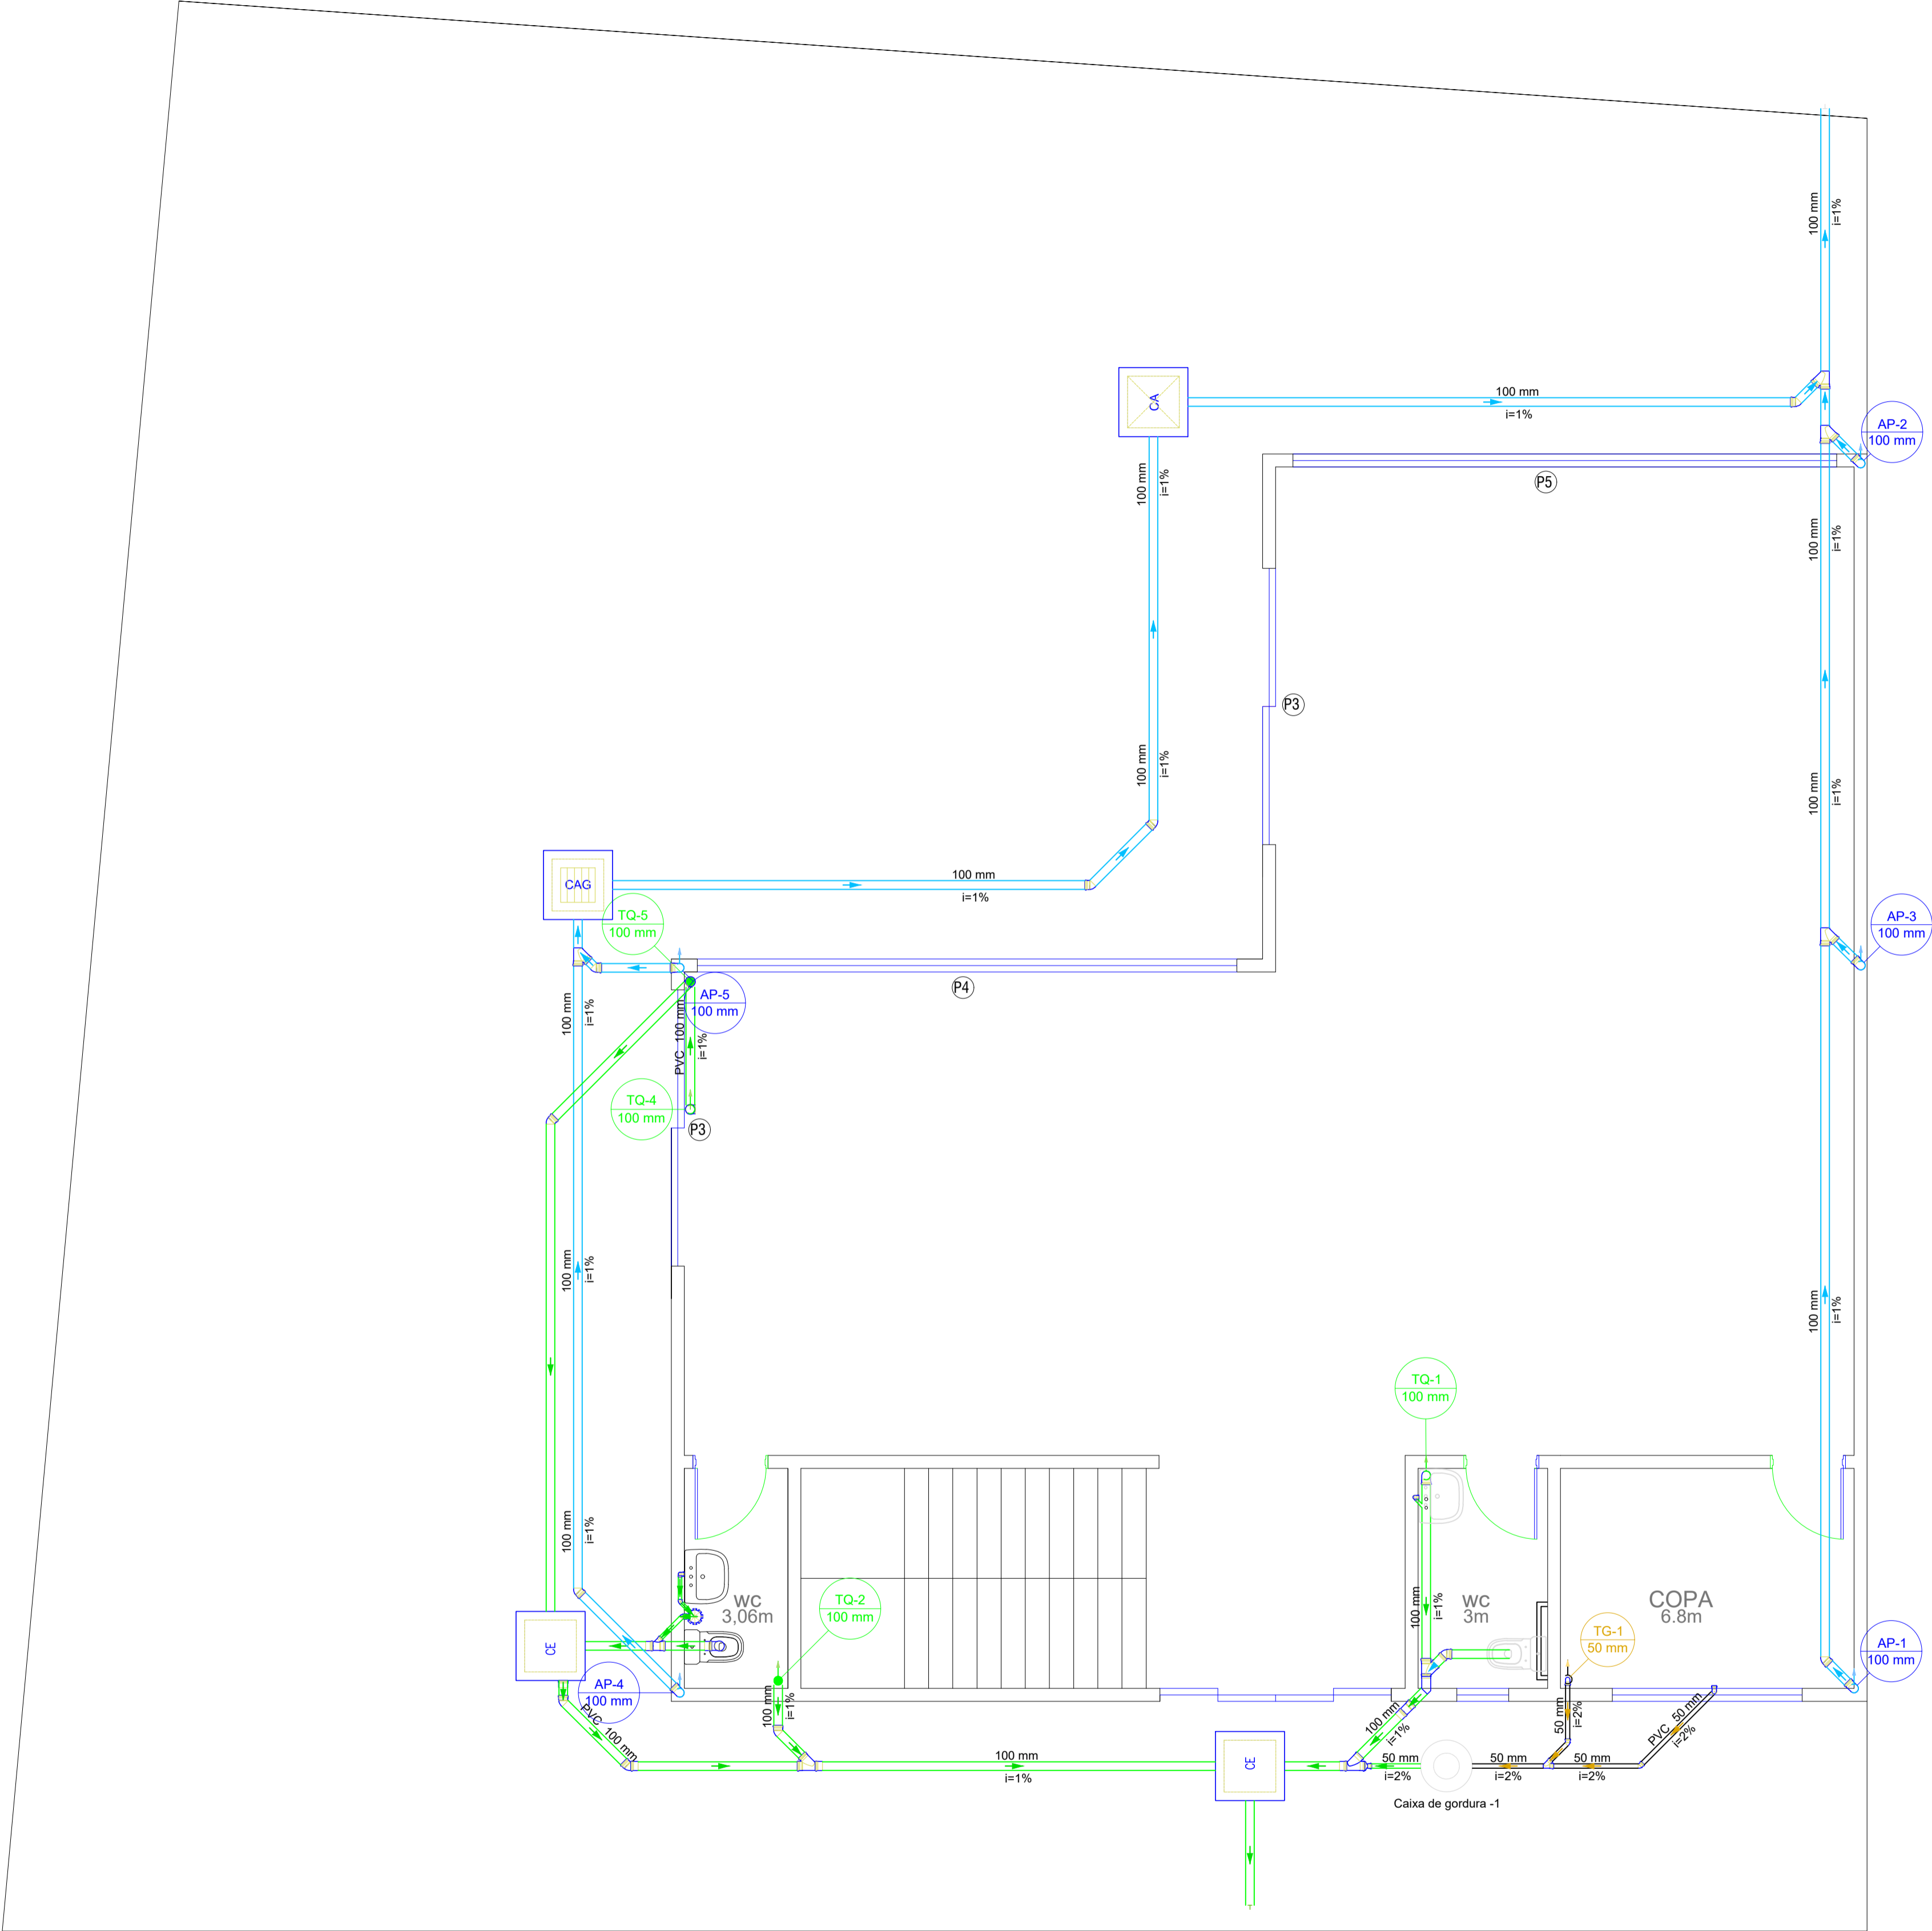 100 mm
i=1%
CA
100 mm
i=1%
AP-2
100 mm
100 mm
i=1%
P5
100 mm
i=1%
P3
100 mm
i=1%
100 mm
i=1%
CAG
100 mm
i=1%
TQ-5
100 mm
AP-3
100 mm
P4
AP-5
100 mm
100 mm
i=1%
PVC 100 mm
i=1%
TQ-4
100 mm
P3
100 mm
i=1%
100 mm
i=1%
TQ-1
100 mm
100 mm
i=1%
WC
3,06m
TQ-2
100 mm
100 mm
i=1%
WC
3m
COPA
6.8m
TG-1
50 mm
AP-1
100 mm
CE
AP-4
100 mm
PVC 100 mm
100 mm
i=1%
100 mm
i=1%
50 mm
i=2%
PVC 50 mm
i=2%
100 mm
i=1%
CE
50 mm
i=2%
50 mm
i=2%
50 mm
i=2%
Caixa de gordura -1